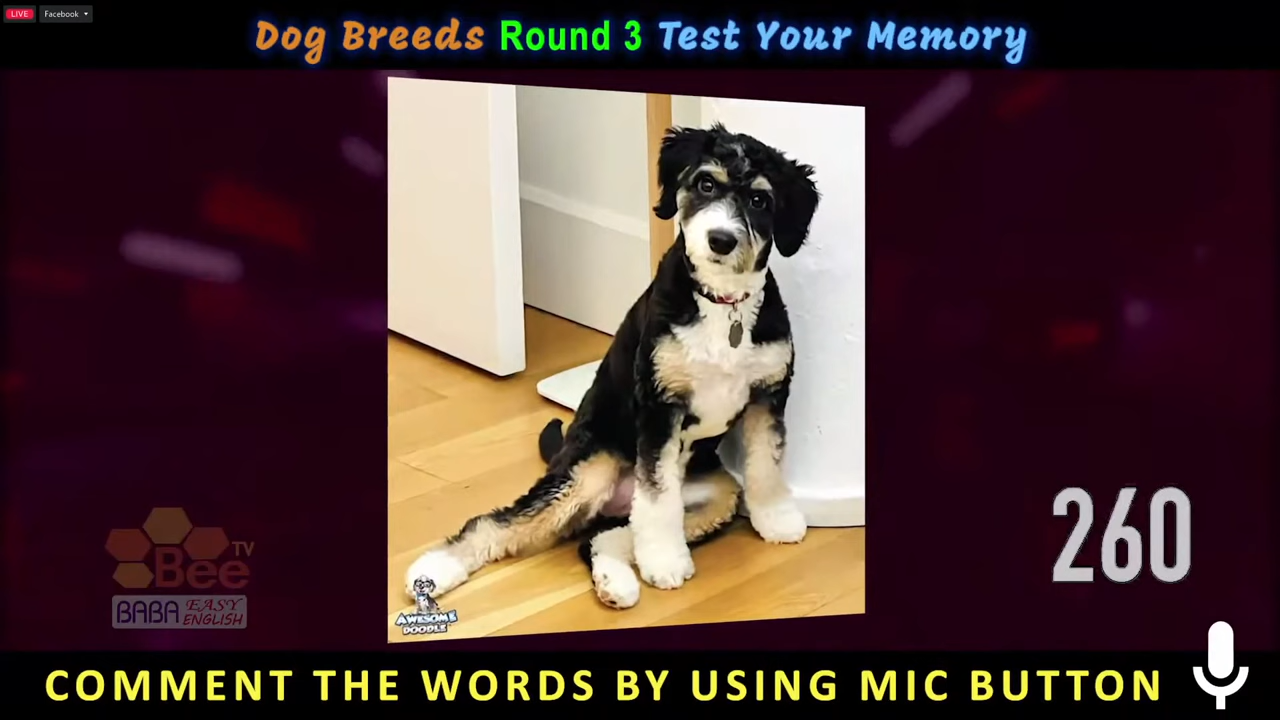 LIVE Facebook
Dog Breeds Round 3 Test Your Memory
260
Bee TV
BABA EASY ENGLISH
AWESOME
DOODLE
COMMENT THE WORDS BY USING MIC BUTTON